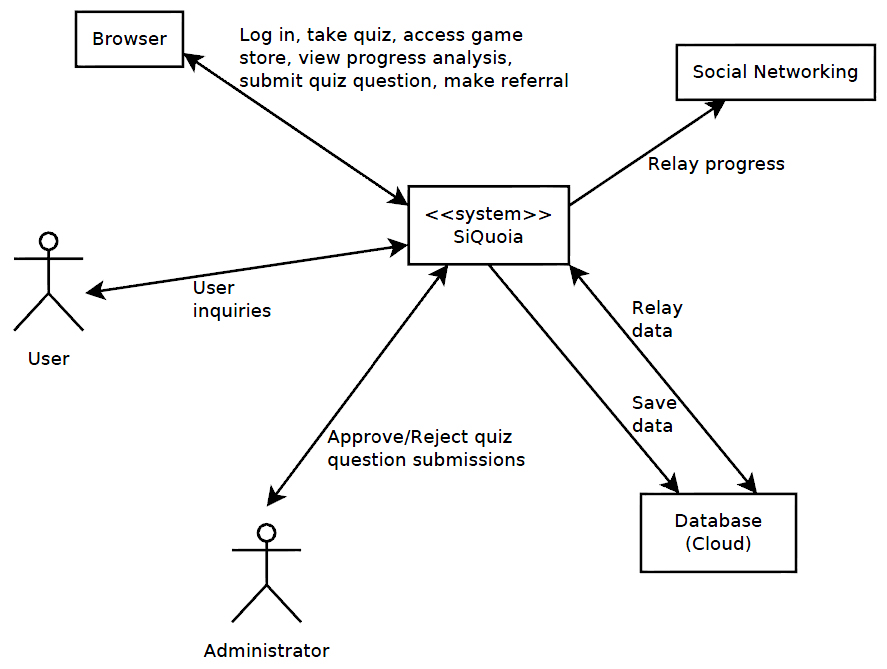 Browser
Log in, take quiz, access game
store, view progress analysis,
submit quiz question, make referral
Social Networking
Relay progress
<<system>>
SiQuoia
User
inquiries
User
Relay
data
Save
data
Approve/Reject quiz
question submissions
Database
(Cloud)
Administrator